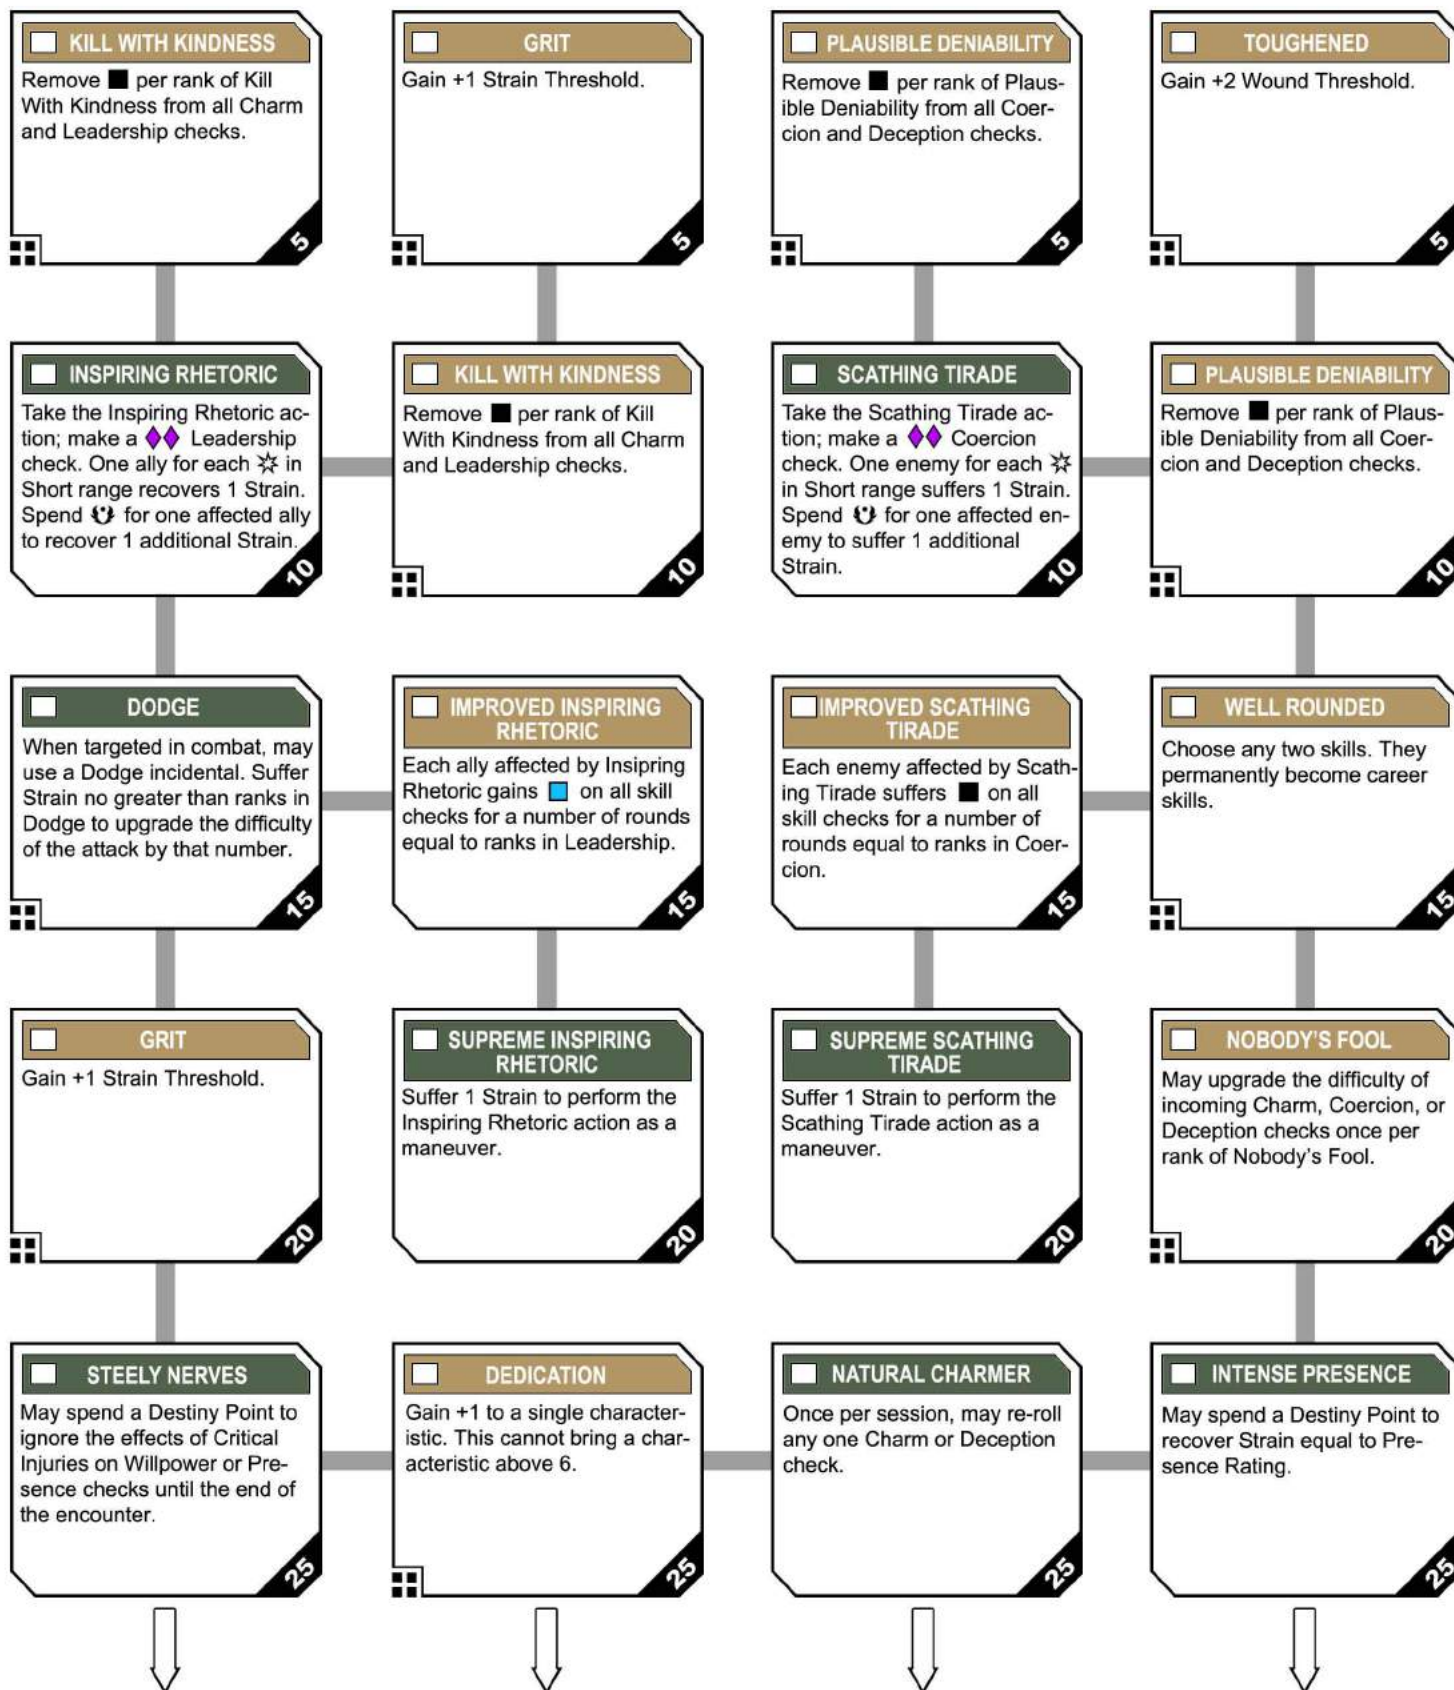 KILL WITH KINDNESS
Remove ■ per rank of Kill
With Kindness from all Charm
and Leadership checks.
5
GRIT
Gain +1 Strain Threshold.
5
PLAUSIBLE DENIABILITY
Remove ■ per rank of Plaus-
ible Deniability from all Coer-
cion and Deception checks.
5
TOUGHENED
Gain +2 Wound Threshold.
5
INSPIRING RHETORIC
Take the Inspiring Rhetoric ac-
tion; make a Leadership
check. One ally for each in
Short range recovers 1 Strain.
Spend for one affected ally
to recover 1 additional Strain.
10
KILL WITH KINDNESS
Remove ■ per rank of Kill
With Kindness from all Charm
and Leadership checks.
10
SCATHING TIRADE
Take the Scathing Tirade ac-
tion; make a Coercion
check. One enemy for each
in Short range suffers 1 Strain.
Spend for one affected en-
emy to suffer 1 additional
Strain.
10
PLAUSIBLE DENIABILITY
Remove ■ per rank of Plaus-
ible Deniability from all Coer-
cion and Deception checks.
10
DODGE
When targeted in combat, may
use a Dodge incidental. Suffer
Strain no greater than ranks in
Dodge to upgrade the difficulty
of the attack by that number.
15
IMPROVED INSPIRING
RHETORIC
Each ally affected by Insipring
Rhetoric gains on all skill
checks for a number of rounds
equal to ranks in Leadership.
15
IMPROVED SCATHING
TIRADE
Each enemy affected by Scath-
ing Tirade suffers ■ on all
skill checks for a number of
rounds equal to ranks in Coer-
cion.
15
WELL ROUNDED
Choose any two skills. They
permanently become career
skills.
15
GRIT
Gain +1 Strain Threshold.
20
SUPREME INSPIRING
RHETORIC
Suffer 1 Strain to perform the
Inspiring Rhetoric action as a
maneuver.
20
SUPREME SCATHING
TIRADE
Suffer 1 Strain to perform the
Scathing Tirade action as a
maneuver.
20
NOBODY'S FOOL
May upgrade the difficulty of
incoming Charm, Coercion, or
Deception checks once per
rank of Nobody's Fool.
20
STEELY NERVES
May spend a Destiny Point to
ignore the effects of Critical
Injuries on Willpower or Pre-
sence checks until the end of
the encounter.
25
DEDICATION
Gain +1 to a single character-
istic. This cannot bring a char-
acteristic above 6.
25
NATURAL CHARMER
Once per session, may re-roll
any one Charm or Deception
check.
25
INTENSE PRESENCE
May spend a Destiny Point to
recover Strain equal to Pre-
sence Rating.
25